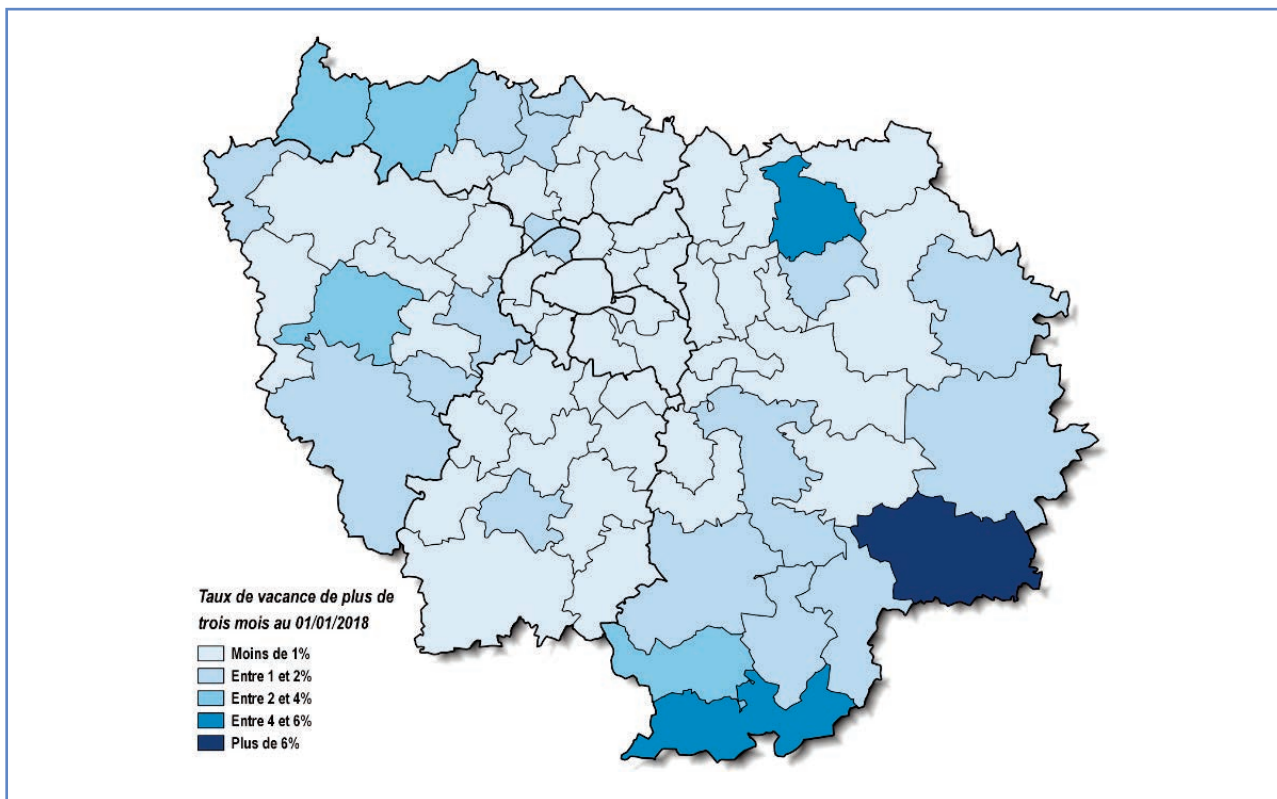 Taux de vacance de plus de
trois mois au 01/01/2018
Moins de 1%
Entre 1 et 2%
Entre 2 et 4%
Entre 4 et 6%
Plus de 6%